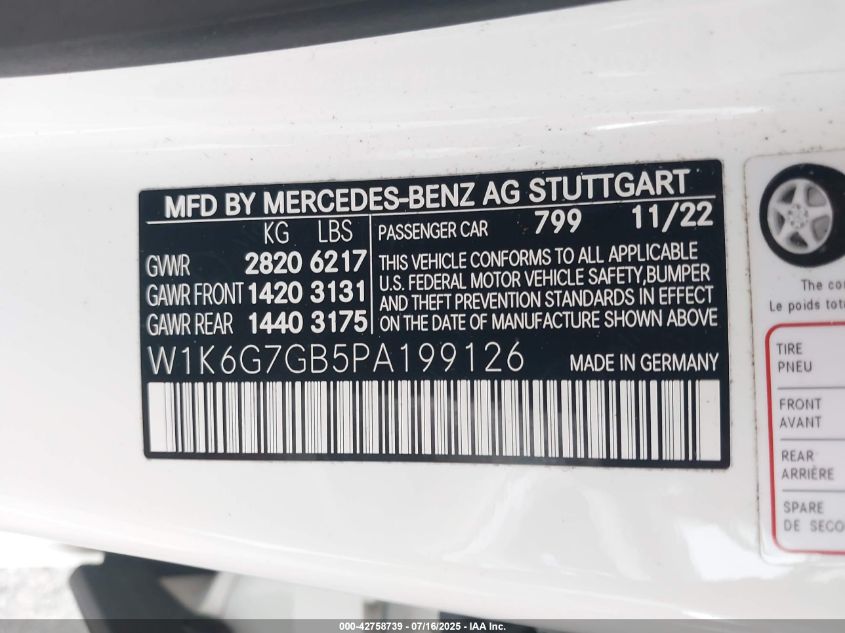 MFD BY MERCEDES-BENZ AG STUTTGART
KG LBS
GVWR 2820 6217
GAWR FRONT 1420 3131
GAWR REAR 1440 3175
PASSENGER CAR 799 11/22
THIS VEHICLE CONFORMS TO ALL APPLICABLE
U.S. FEDERAL MOTOR VEHICLE SAFETY,BUMPER
AND THEFT PREVENTION STANDARDS IN EFFECT
ON THE DATE OF MANUFACTURE SHOWN ABOVE
W1K6G7GB5PA199126 MADE IN GERMANY
The
Le poids
TIRE
PNEU
FRONT
AVANT
REAR
ARRIÈRE
SPARE
DE
000-42758739 - 07/16/2025 - IAA Inc.